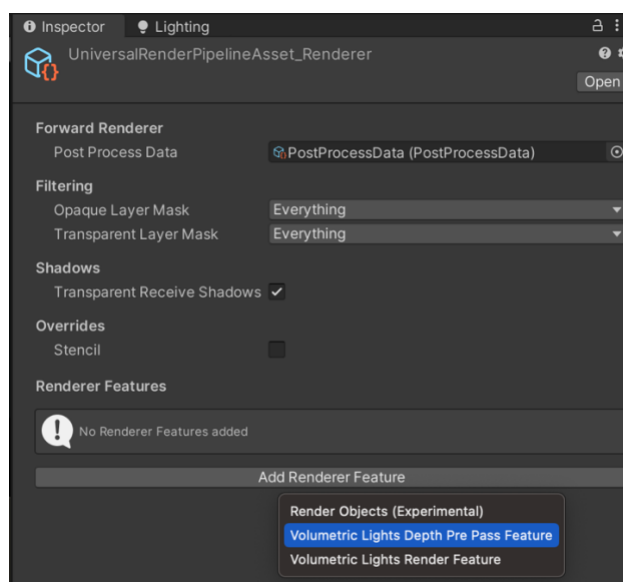 Inspector Lighting
UniversalRenderPipelineAsset_Renderer
Open
Forward Renderer
Post Process Data PostProcessData (PostProcessData)
Filtering
Opaque Layer Mask Everything
Transparent Layer Mask Everything
Shadows
Transparent Receive Shadows
Overrides
Stencil
Renderer Features
No Renderer Features added
Add Renderer Feature
Render Objects (Experimental)
Volumetric Lights Depth Pre Pass Feature
Volumetric Lights Render Feature